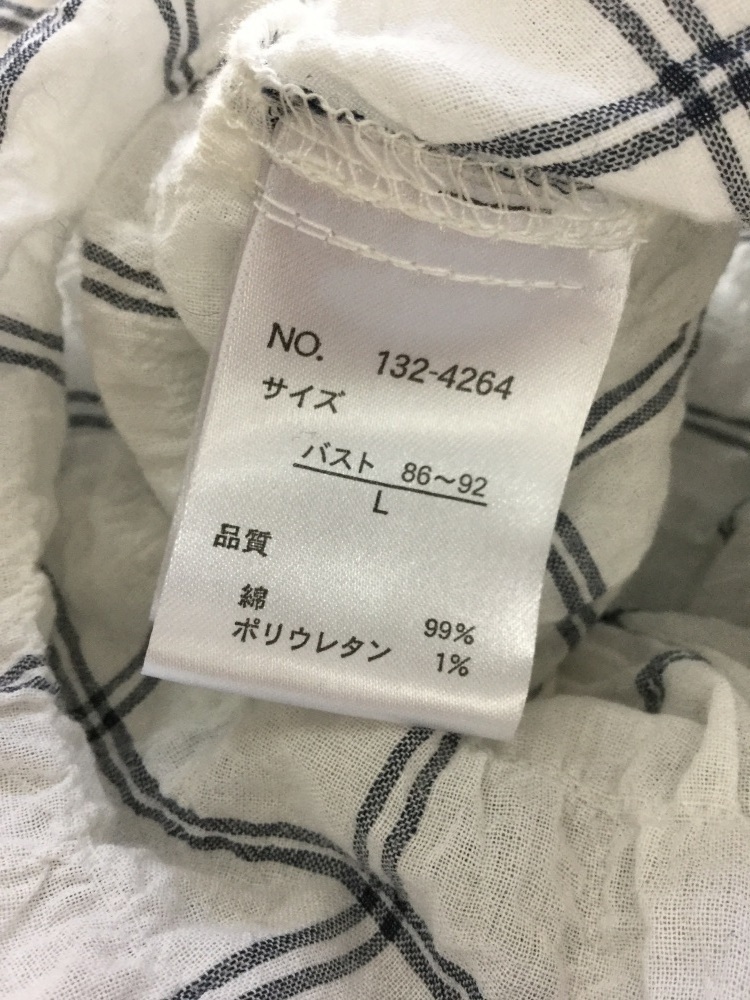 NO. 132-4264
サイズ
バスト 86〜92
L
品質
綿 99%
ポリウレタン 1%